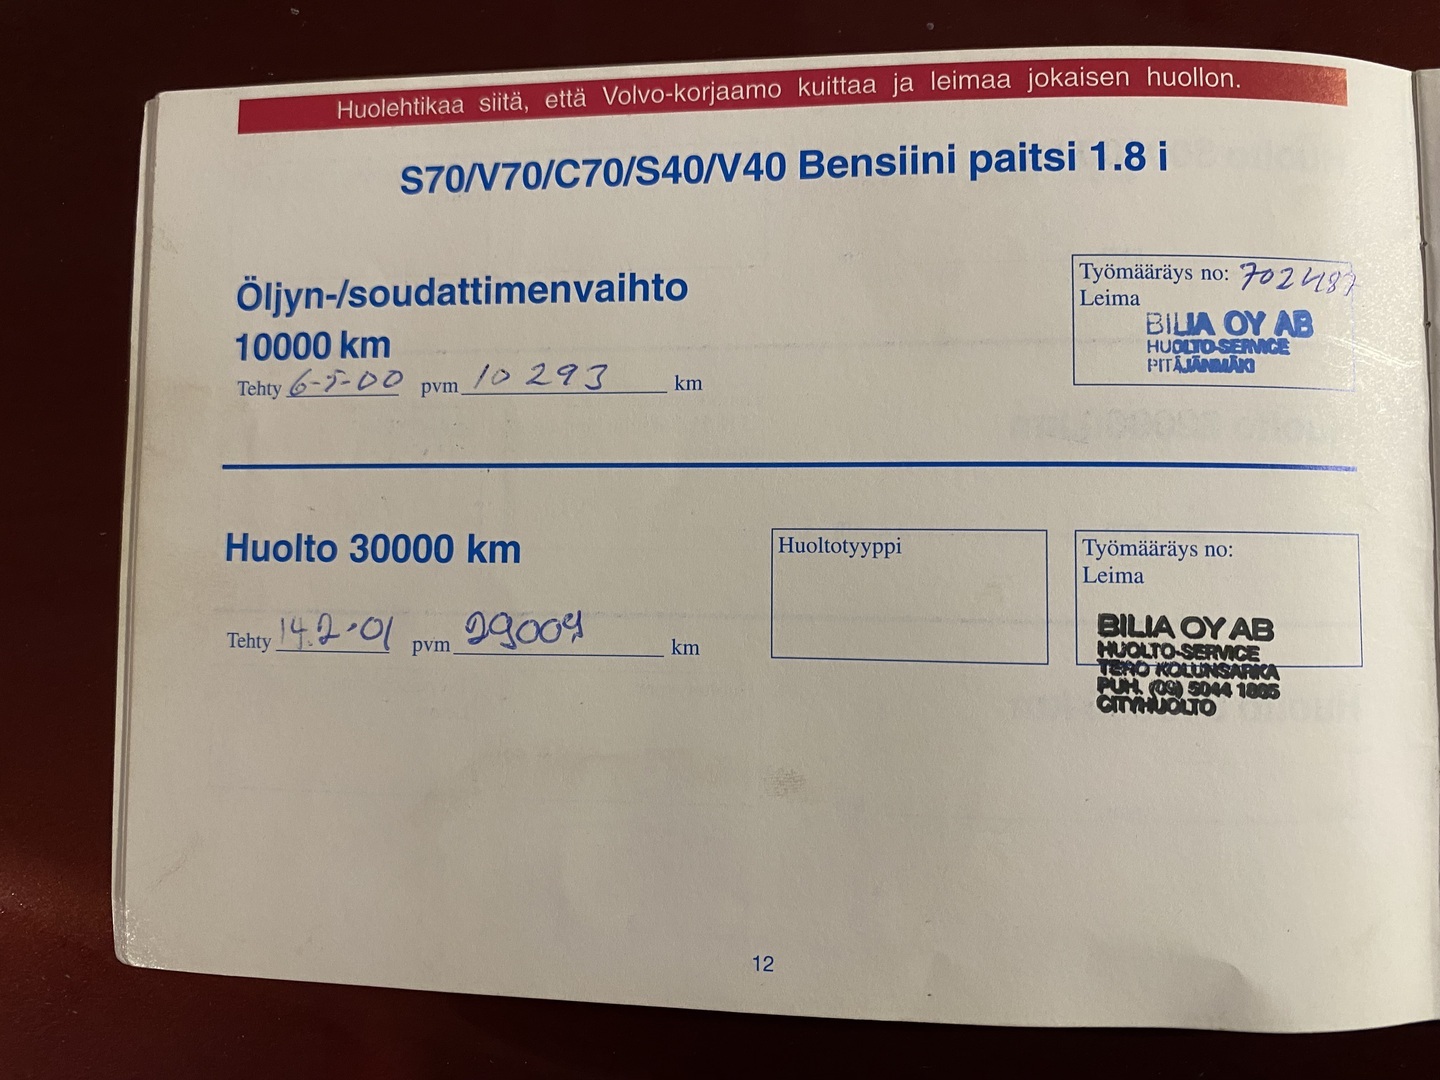 Huolehtikaa siitä, että Volvo-korjaamo kuittaa ja leimaa jokaisen huollon.
S70/V70/C70/S40/V40 Bensiini paitsi 1.8 i
Öljyn-/soudattimenvaihto
10000 km
Tehty 6-5-00 pvm 10 293 km
Työmääräys no: 702487
Leima
BILIA OY AB
HUOLTO-SERVICE
PITÄJÄNMÄKI
Huolto 30000 km
Tehty 14.2.01 pvm 29009 km
Huoltotyyppi
Työmääräys no:
Leima
BILIA OY AB
HUOLTO-SERVICE
TERO KOLUNSARKA
PUH. (09) 5044 1885
CITYHUOLTO
12